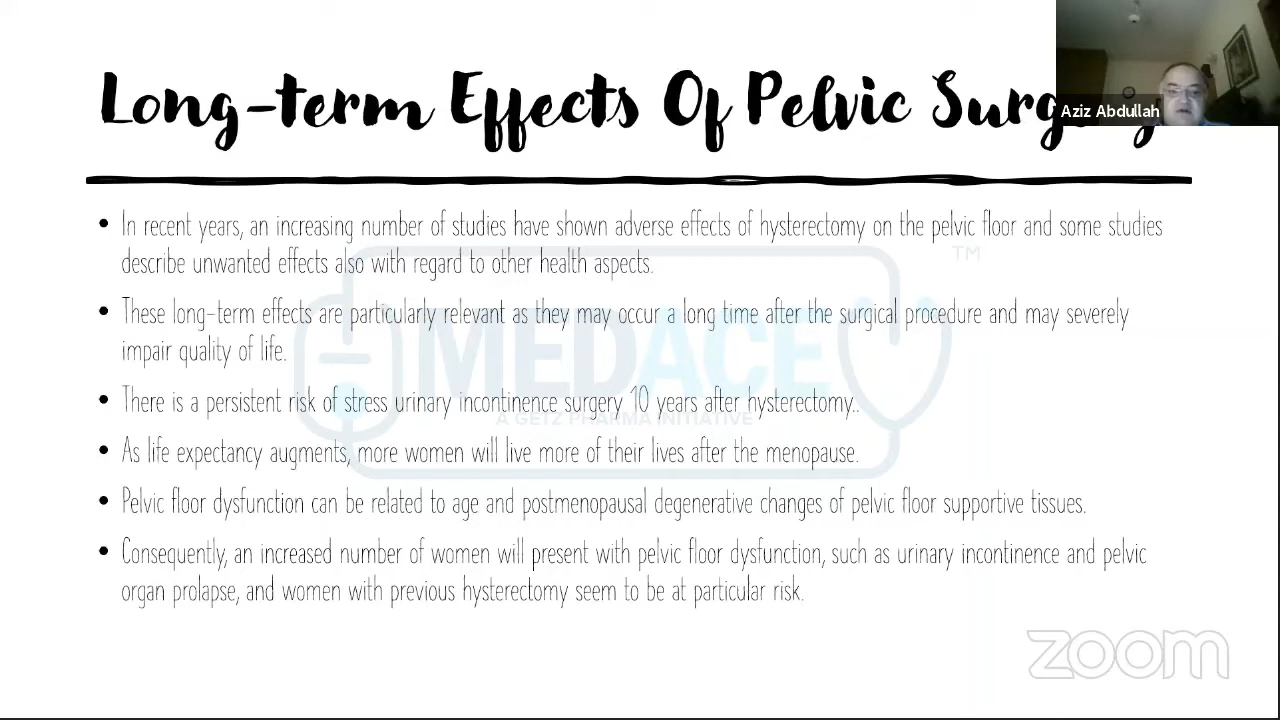 Long-term Effects Of Pelvic Surgery
Aziz Abdullah
• In recent years, an increasing number of studies have shown adverse effects of hysterectomy on the pelvic floor and some studies
describe unwanted effects also with regard to other health aspects.
• These long-term effects are particularly relevant as they may occur a long time after the surgical procedure and may severely
impair quality of life.
• There is a persistent risk of stress urinary incontinence surgery 10 years after hysterectomy..
• As life expectancy augments, more women will live more of their lives after the menopause.
• Pelvic floor dysfunction can be related to age and postmenopausal degenerative changes of pelvic floor supportive tissues.
• Consequently, an increased number of women will present with pelvic floor dysfunction, such as urinary incontinence and pelvic
organ prolapse, and women with previous hysterectomy seem to be at particular risk.
MEDACE
TM
A GETZ PHARMA INITIATIVE
zoom